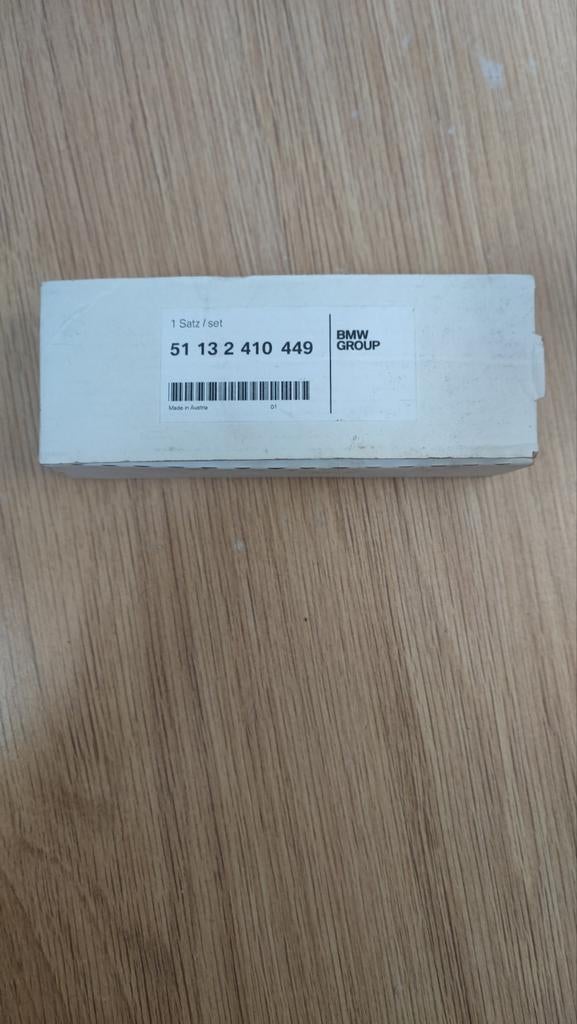 1 Satz / set
51 13 2 410 449
BMW
GROUP
Made in Austria 01